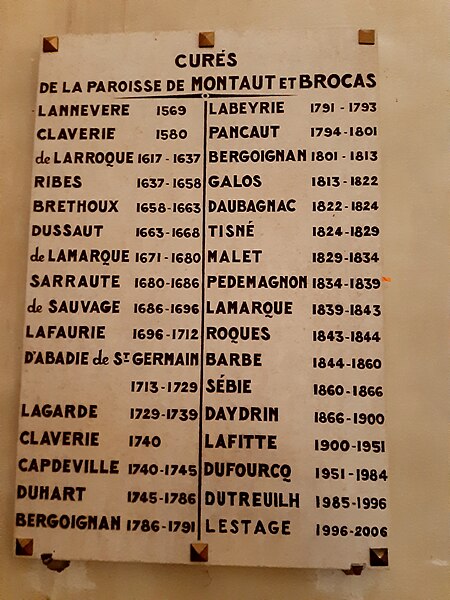 CURÉS
DE LA PAROISSE DE MONTAUT ET BROCAS
LANNEVERE 1569
CLAVERIE 1580
de LARROQUE 1617 - 1637
RIBES 1637-1658
BRETHOUX 1658-1663
DUSSAUT 1663-1668
de LAMARQUE 1671-1680
SARRAUTE 1680-1686
de SAUVAGE 1686-1696
LAFAURIE 1696-1712
D'ABADIE de ST GERMAIN
1713-1729
LAGARDE 1729-1739
CLAVERIE 1740
CAPDEVILLE 1740-1745
DUHART 1745-1786
BERGOIGNAN 1786-1791
LABEYRIE 1791 - 1793
PANCAUT 1794-1801
BERGOIGNAN 1801 - 1813
GALOS 1813-1822
DAUBAGNAC 1822-1824
TISNÉ 1824-1829
MALET 1829-1834
PEDEMAGNON 1834-1839
LAMARQUE 1839-1843
ROQUES 1843-1844
BARBE 1844-1860
SÉBIE 1860-1866
DAYDRIN 1866-1900
LAFITTE 1900-1951
DUFOURCQ 1951-1984
DUTREUILH 1985-1996
LESTAGE 1996-2006